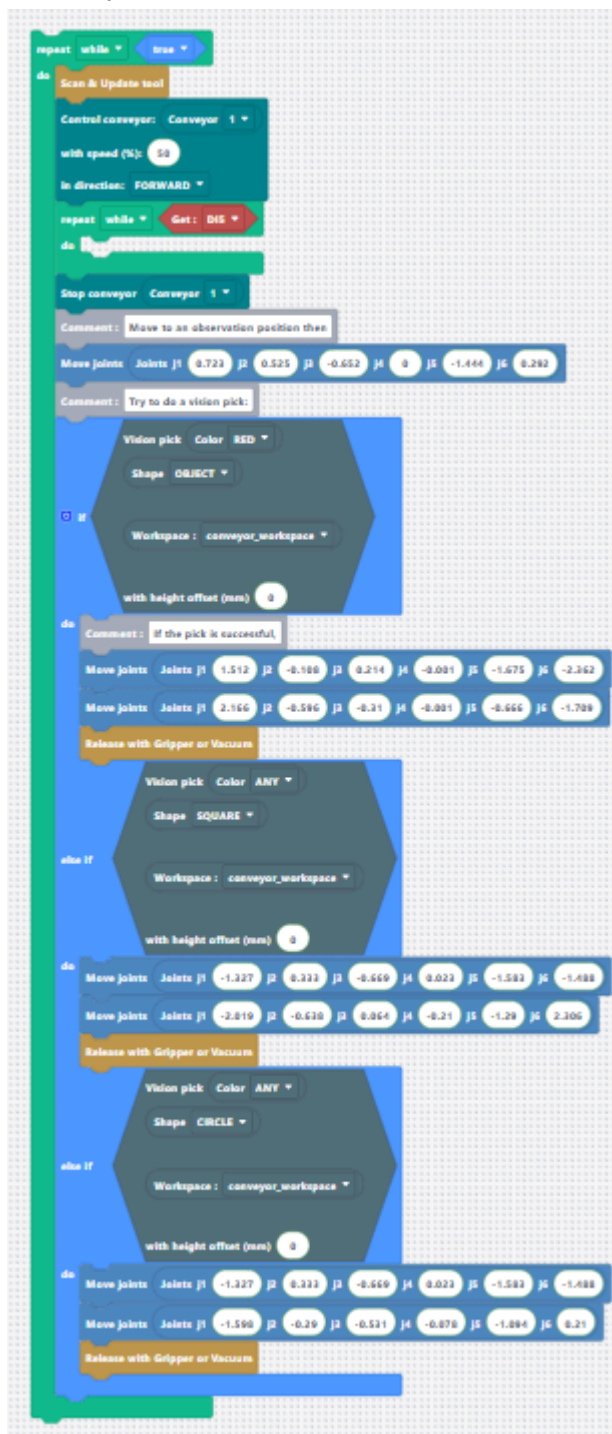 repeat while true
do
Scan & Update tool
Control conveyor: Conveyor 1
with speed (%): 50
in direction: FORWARD
repeat while Get: DI5
do
Stop conveyor Conveyor 1
Comment : Move to an observation position then
Move joints Joints j1 0.723 j2 0.525 j3 -0.652 j4 0 j5 -1.444 j6 0.282
Comment : Try to do a vision pick:
Vision pick Color RED
Shape OBJECT
if
Workspace : conveyor_workspace
with height offset (mm) 0
do
Comment : If the pick is successful,
Move joints Joints j1 1.512 j2 -0.108 j3 0.214 j4 -0.001 j5 -1.675 j6 -2.362
Move joints Joints j1 2.166 j2 -0.596 j3 -0.31 j4 -0.001 j5 -0.666 j6 -1.709
Release with Gripper or Vacuum
Vision pick Color ANY
Shape SQUARE
else if
Workspace : conveyor_workspace
with height offset (mm) 0
do
Move joints Joints j1 -1.327 j2 0.333 j3 -0.669 j4 0.023 j5 -1.583 j6 -1.488
Move joints Joints j1 -2.019 j2 -0.638 j3 0.064 j4 -0.21 j5 -1.29 j6 2.306
Release with Gripper or Vacuum
Vision pick Color ANY
Shape CIRCLE
else if
Workspace : conveyor_workspace
with height offset (mm) 0
do
Move joints Joints j1 -1.327 j2 0.333 j3 -0.669 j4 0.023 j5 -1.583 j6 -1.488
Move joints Joints j1 -1.598 j2 -0.29 j3 -0.531 j4 -0.078 j5 -1.094 j6 0.21
Release with Gripper or Vacuum